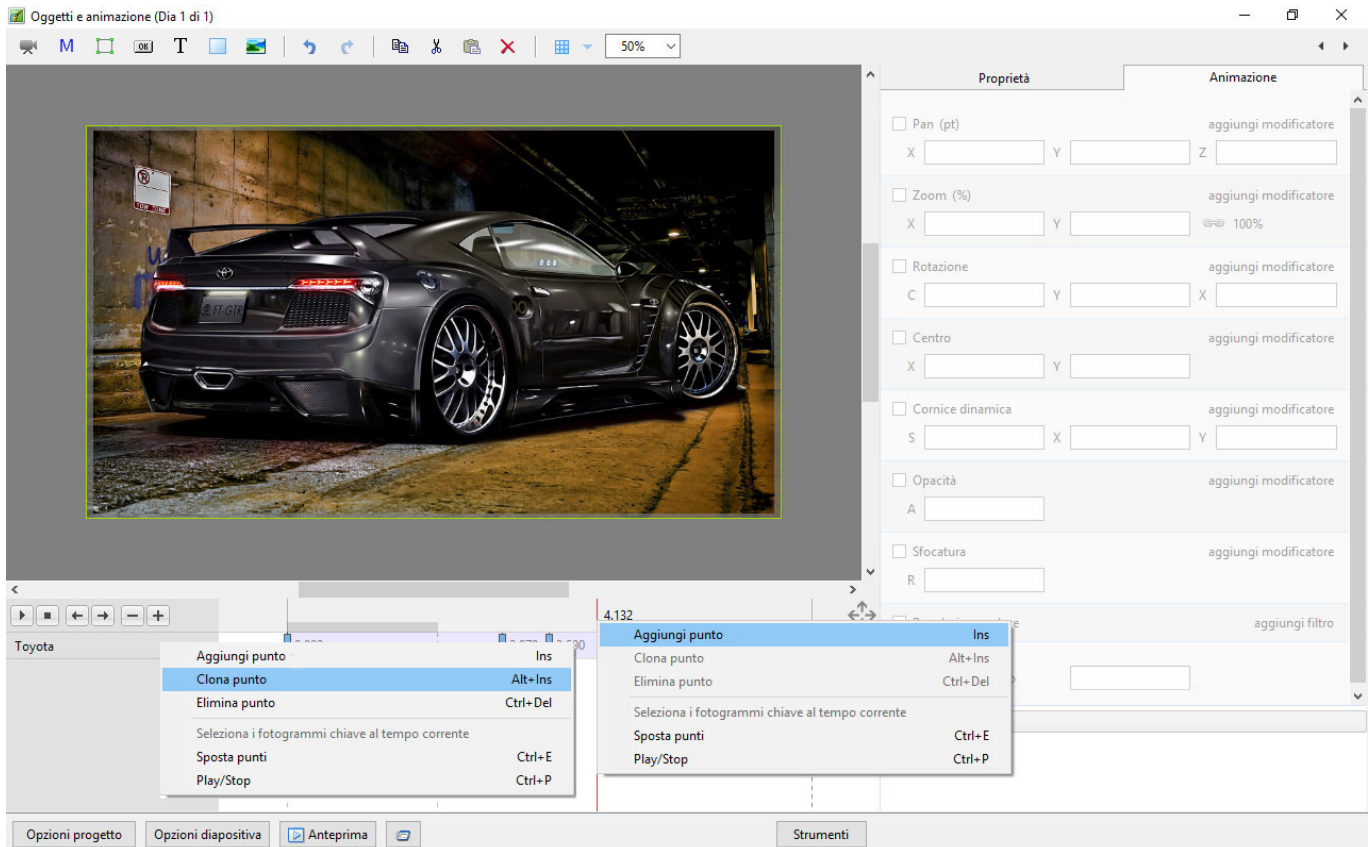 Oggetti e animazione (Dia 1 di 1)
M OK T 50%
Proprietà Animazione
Pan (pt) aggiungi modificatore
X Y Z
Zoom (%) aggiungi modificatore
X Y 100%
Rotazione aggiungi modificatore
C Y X
Centro aggiungi modificatore
X Y
Cornice dinamica aggiungi modificatore
S X Y
Opacità aggiungi modificatore
A
Sfocatura aggiungi modificatore
R
aggiungi filtro
FT-GTR
4.132
Toyota
Aggiungi punto Ins
Clona punto Alt+Ins
Elimina punto Ctrl+Del
Seleziona i fotogrammi chiave al tempo corrente
Sposta punti Ctrl+E
Play/Stop Ctrl+P
Aggiungi punto Ins
Clona punto Alt+Ins
Elimina punto Ctrl+Del
Seleziona i fotogrammi chiave al tempo corrente
Sposta punti Ctrl+E
Play/Stop Ctrl+P
Opzioni progetto Opzioni diapositiva Anteprima Strumenti